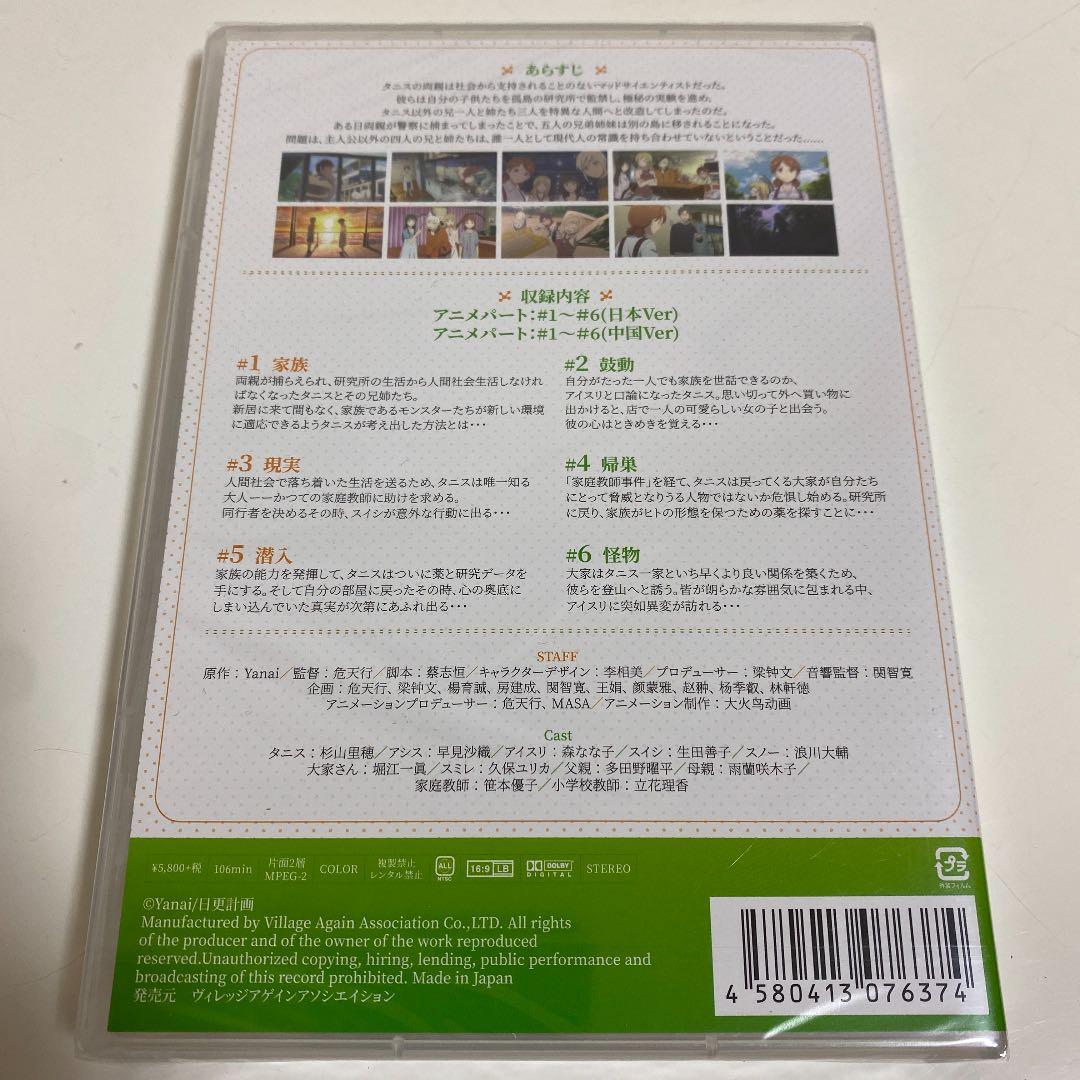 あらすじ
タニスの両親は社会から支持されることのないマッドサイエンティストだった。
彼らは自分の子供たちを孤島の研究所で監禁し、極秘の実験を進め、
タニス以外の兄一人と姉たち三人を特異な人間へと改造してしまったのだ。
ある日両親が警察に捕まってしまったことで、五人の兄弟姉妹は別の島に移されることになった。
問題は、主人公以外の四人の兄と姉たちは、誰一人として現代人の常識を持ち合わせていないということだった……
収録内容
アニメパート:#1～#6(日本Ver)
アニメパート:#1～#6(中国Ver)
#1 家族
両親が捕らえられ、研究所の生活から人間社会生活しなけれ
ばなくなったタニスとその兄姉たち。
新居に来て間もなく、家族であるモンスターたちが新しい環境
に適応できるようタニスが考え出した方法とは・・・
#2 鼓動
自分がたった一人でも家族を世話できるのか、
アイスリと口論になったタニス。思い切って外へ買い物に
出かけると、店で一人の可愛らしい女の子と出会う。
彼の心はときめきを覚える・・・
#3 現実
人間社会で落ち着いた生活を送るため、タニスは唯一知る
大人ーーかつての家庭教師に助けを求める。
同行者を決めるその時、スイシが意外な行動に出る・・・
#4 帰巣
「家庭教師事件」を経て、タニスは戻ってくる大家が自分たち
にとって脅威となりうる人物ではないか危惧し始める。研究所
に戻り、家族がヒトの形態を保つための薬を探すことに・・・
#5 潜入
家族の能力を発揮して、タニスはついに薬と研究データを
手にする。そして自分の部屋に戻ったその時、心の奥底に
しまい込んでいた真実が次第にあふれ出る・・・
#6 怪物
大家はタニス一家といち早くより良い関係を築くため、
彼らを登山へと誘う。皆が朗らかな雰囲気に包まれる中、
アイスリに突如異変が訪れる・・・
STAFF
原作：Yanai／監督：危天行／脚本：蔡志恒／キャラクターデザイン：李相美／プロデューサー：梁钟文／音響監督：関智寛
企画：危天行、梁钟文、楊育誠、房建成、関智寛、王娟、颜蒙雅、赵翀、杨季叡、林軒德
アニメーションプロデューサー：危天行、MASA／アニメーション制作：大火鸟动画
Cast
タニス：杉山里穂／アシス：早見沙織／アイスリ：森なな子／スイシ：生田善子／スノー：浪川大輔
大家さん：堀江一眞／スミレ：久保ユリカ／父親：多田野曜平／母親：雨蘭咲木子／
家庭教師：笹本優子／小学校教師：立花理香
¥5,800+税 106min 片面2層 MPEG-2 COLOR 複製禁止 レンタル禁止 ALL NTSC 16:9 LB DOLBY DIGITAL STEREO
プラ
外装フィルム
©Yanai/日更計画
Manufactured by Village Again Association Co.,LTD. All rights
of the producer and of the owner of the work reproduced
reserved.Unauthorized copying, hiring, lending, public performance and
broadcasting of this record prohibited. Made in Japan
発売元 ヴィレッジアゲインアソシエイション
4 580413 076374